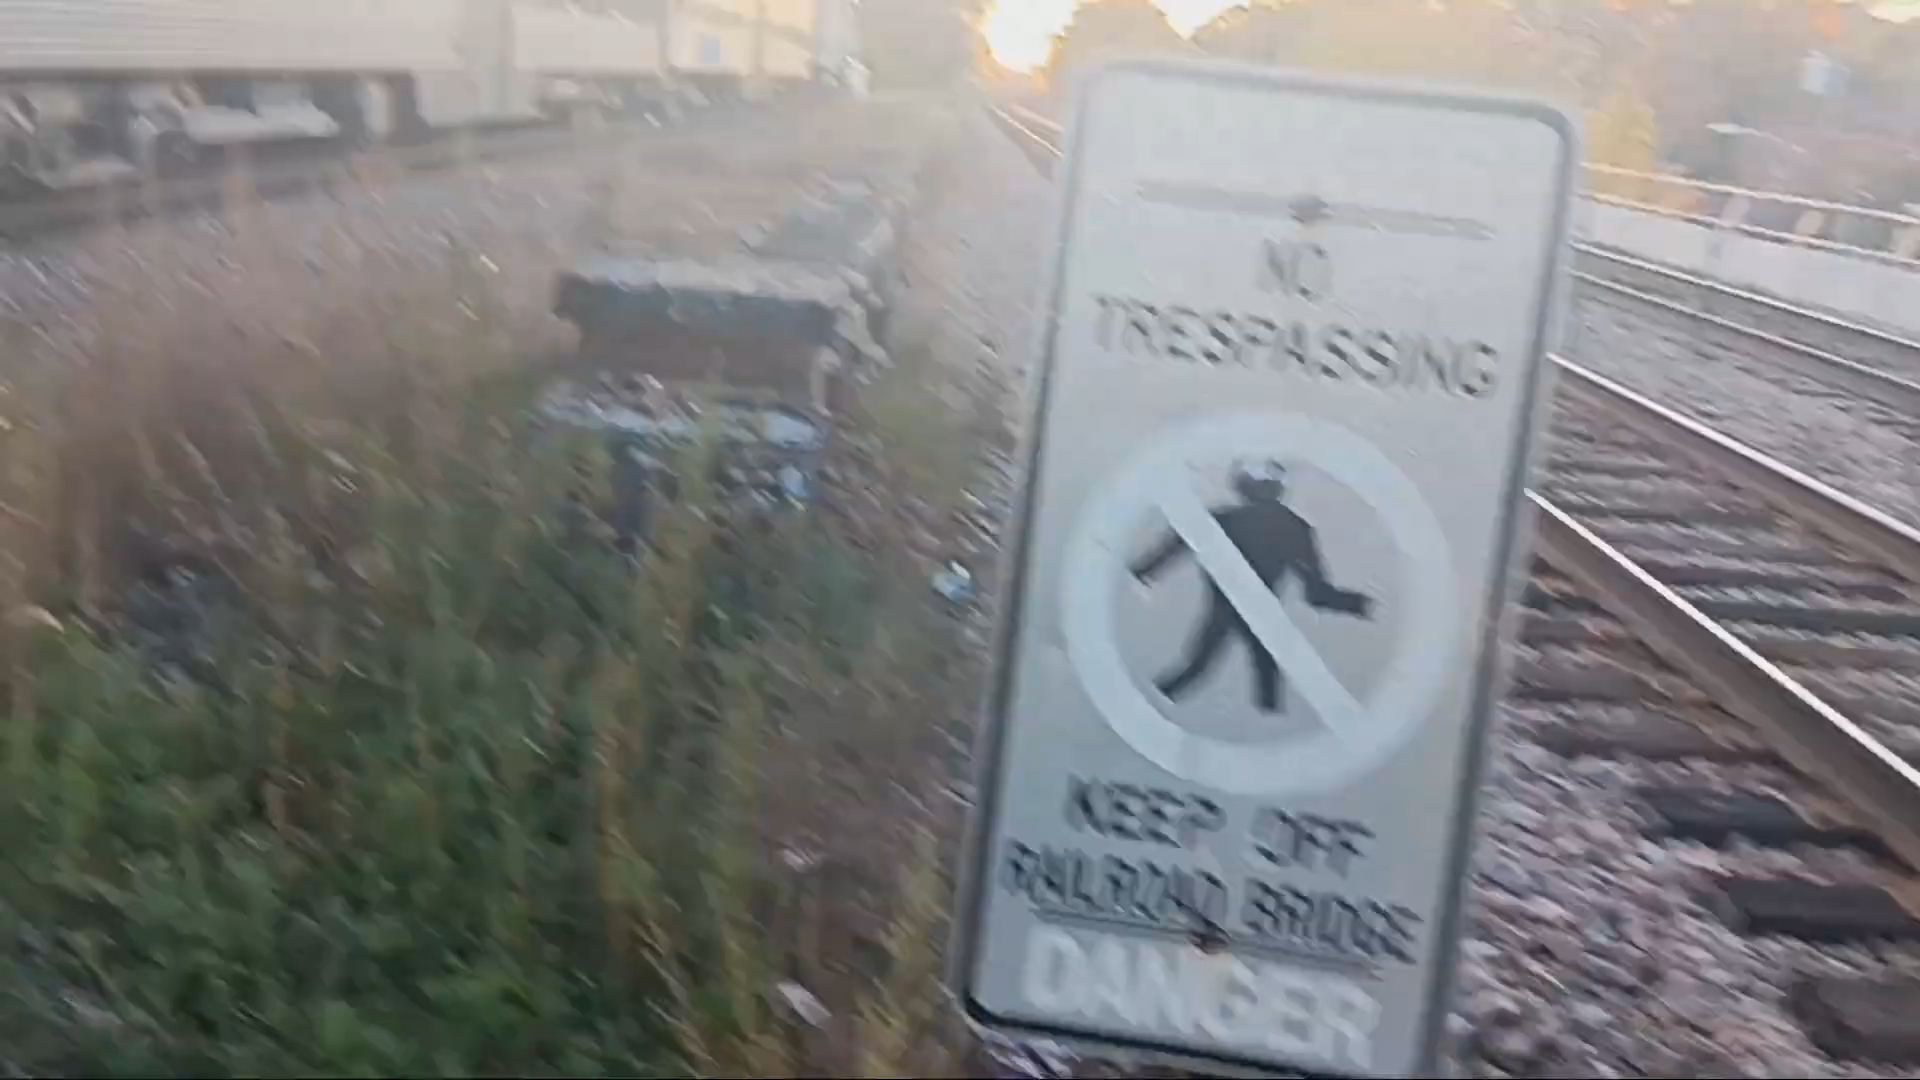 NO
TRESPASSING
KEEP OFF
RAILROAD BRIDGE
DANGER